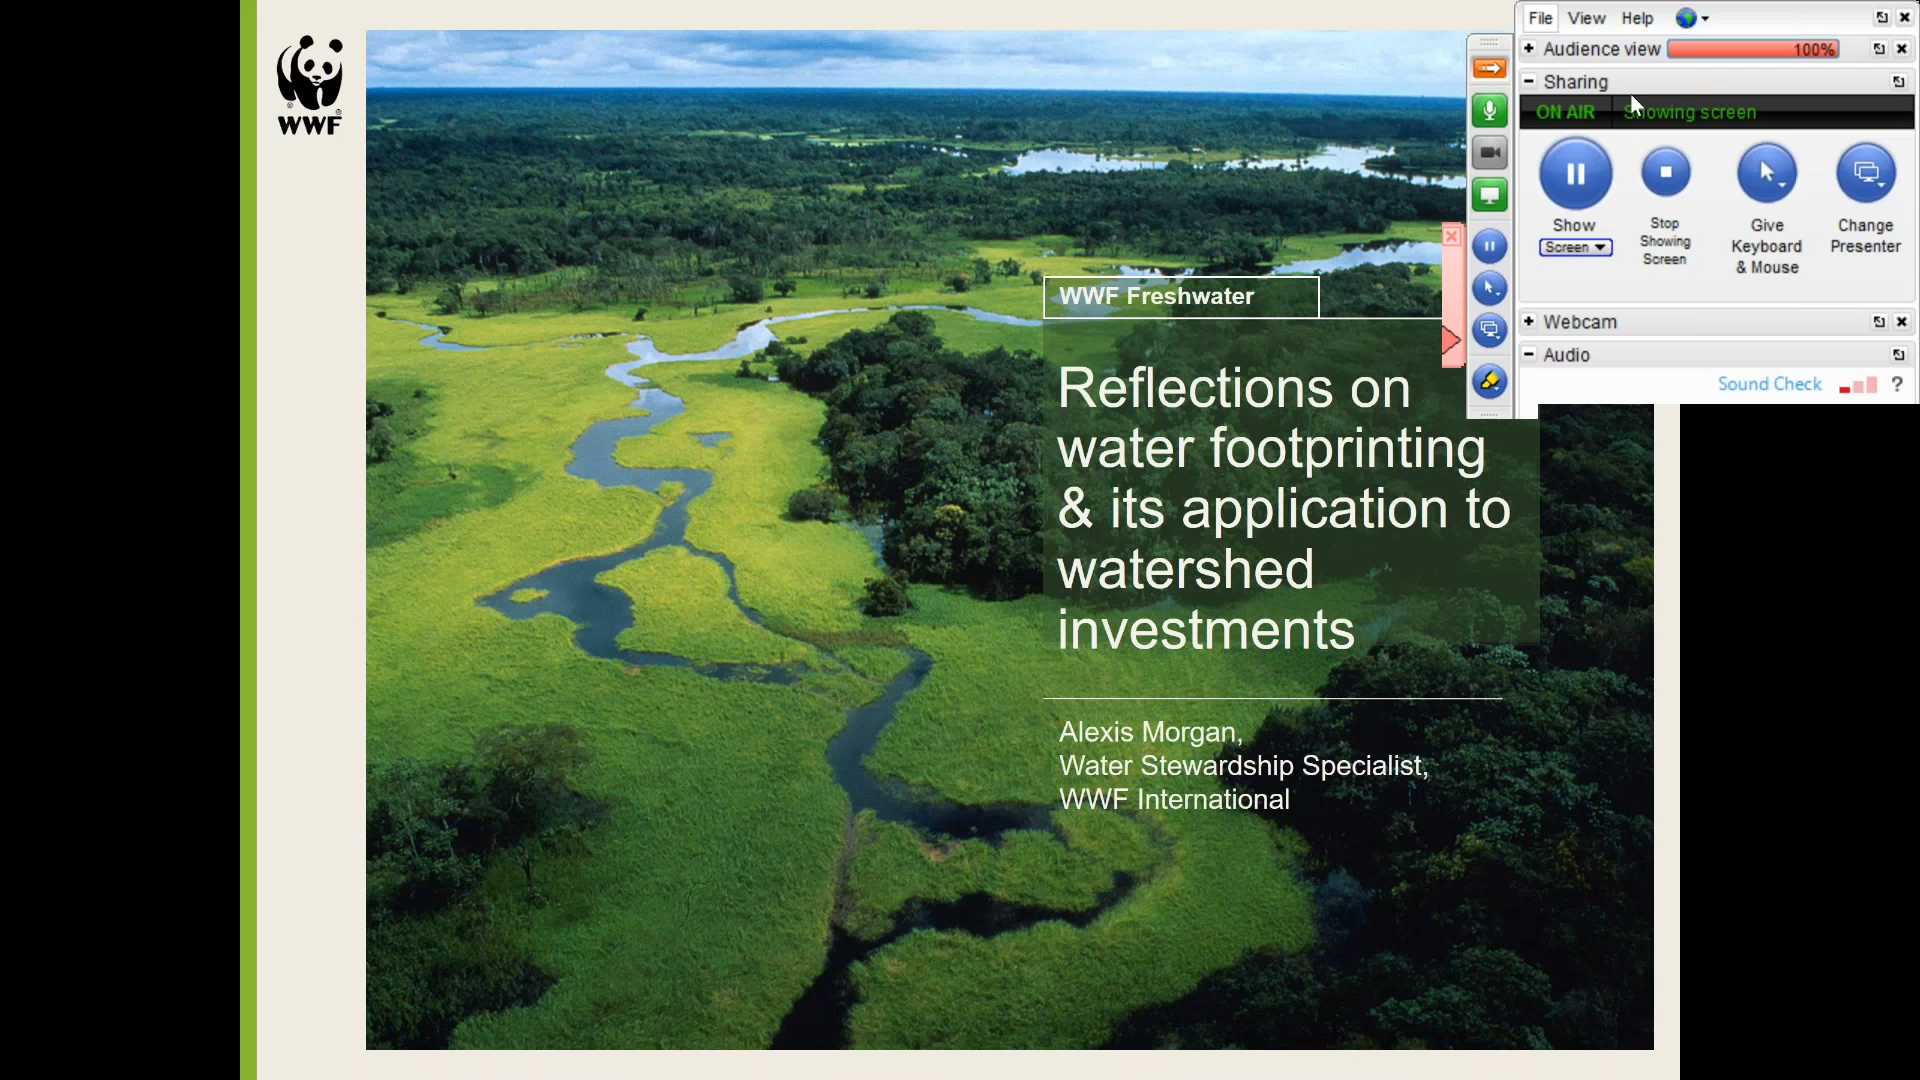 WWF
WWF Freshwater
Reflections on
water footprinting
& its application to
watershed
investments
Alexis Morgan,
Water Stewardship Specialist,
WWF International
File View Help
Audience view 100%
Sharing
ON AIR Showing screen
Show
Screen
Stop
Showing
Screen
Give
Keyboard
& Mouse
Change
Presenter
Webcam
Audio
Sound Check ?